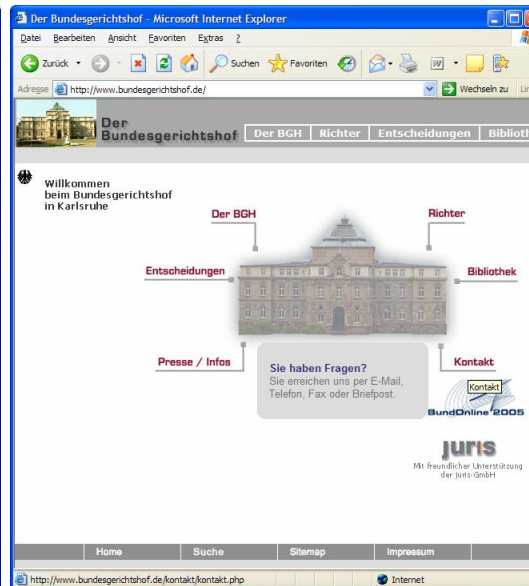 Der Bundesgerichtshof - Microsoft Internet Explorer
Datei Bearbeiten Ansicht Favoriten Extras ?
Zurück Suchen Favoriten
Adresse http://www.bundesgerichtshof.de/ Wechseln zu
Der
Bundesgerichtshof Der BGH Richter Entscheidungen Biblioth
Willkommen
beim Bundesgerichtshof
in Karlsruhe
Der BGH Richter
Entscheidungen Bibliothek
Presse / Infos Kontakt
Sie haben Fragen?
Sie erreichen uns per E-Mail,
Telefon, Fax oder Briefpost.
Kontakt
BundOnline 2005
juris
Mit freundlicher Unterstützung
der juris-GmbH
Home Suche Sitemap Impressum
http://www.bundesgerichtshof.de/kontakt/kontakt.php Internet